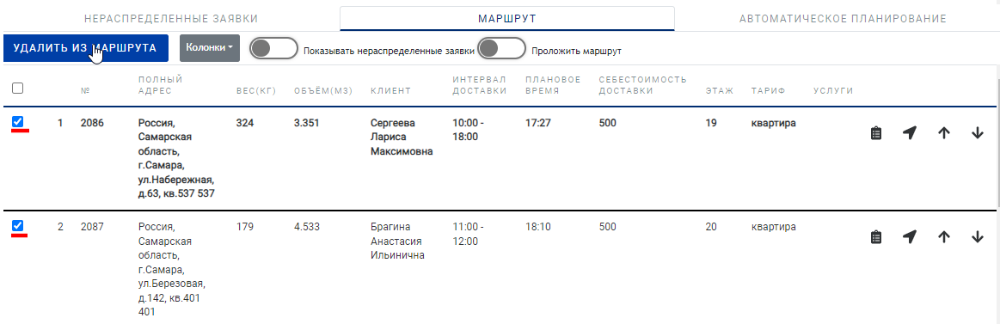 НЕРАСПРЕДЕЛЕННЫЕ ЗАЯВКИ МАРШРУТ АВТОМАТИЧЕСКОЕ ПЛАНИРОВАНИЕ
УДАЛИТЬ ИЗ МАРШРУТА Колонки Показывать нераспределенные заявки Проложить маршрут
№ ПОЛНЫЙ АДРЕС ВЕС(КГ) ОБЪЁМ(М3) КЛИЕНТ ИНТЕРВАЛ ДОСТАВКИ ПЛАНОВОЕ ВРЕМЯ СЕБЕСТОИМОСТЬ ДОСТАВКИ ЭТАЖ ТАРИФ УСЛУГИ
1 2086 Россия, 324 3.351 Сергеева 10:00 - 17:27 500 19 квартира
Самарская Лариса 18:00
область, Максимовна
г.Самара,
ул.Набережная,
д.63, кв.537 537
2 2087 Россия, 179 4.533 Брагина 11:00 - 18:10 500 20 квартира
Самарская Анастасия 12:00
область, Ильинична
г.Самара,
ул.Березовая,
д.142, кв.401
401